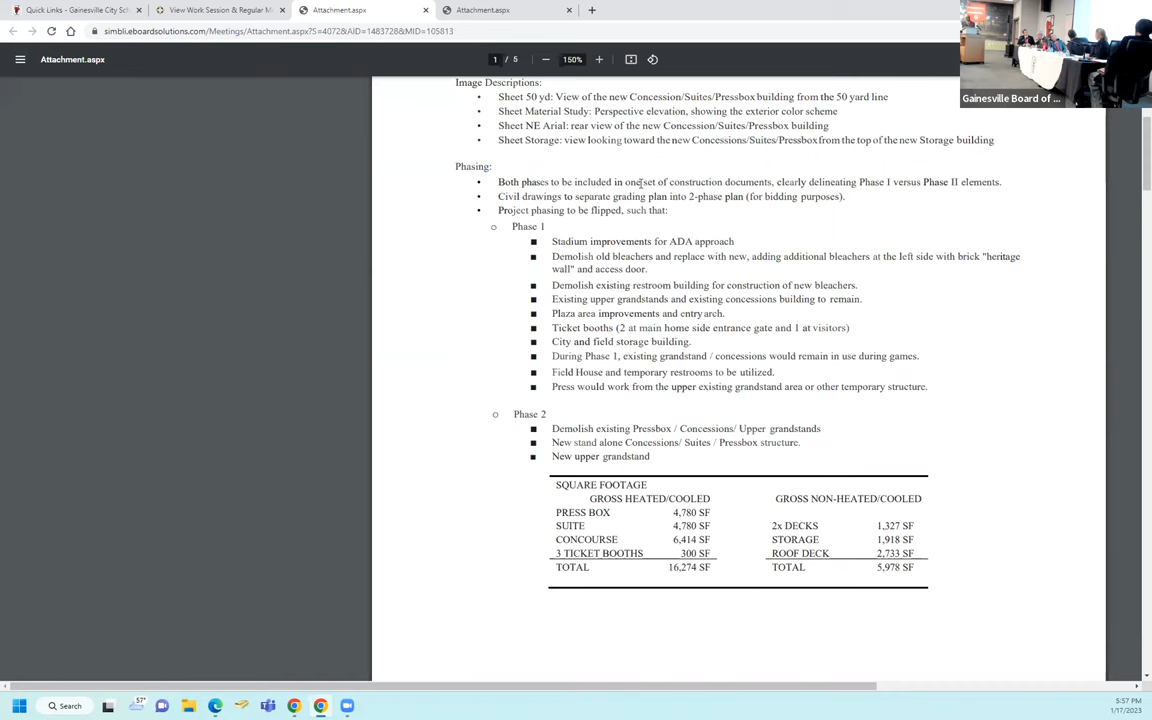 Quick Links - Gainesville City Sc
View Work Session & Regular M
Attachment.aspx
Attachment.aspx
simbli.eboardsolutions.com/Meetings/Attachment.aspx?S=4072&AID=1483728&MID=105813
Attachment.aspx
1 / 5
150%
Gainesville Board of ...
Image Descriptions:
• Sheet 50 yd: View of the new Concession/Suites/Pressbox building from the 50 yard line
• Sheet Material Study: Perspective elevation, showing the exterior color scheme
• Sheet NE Arial: rear view of the new Concession/Suites/Pressbox building
• Sheet Storage: view looking toward the new Concessions/Suites/Pressbox from the top of the new Storage building
Phasing:
• Both phases to be included in one set of construction documents, clearly delineating Phase I versus Phase II elements.
• Civil drawings to separate grading plan into 2-phase plan (for bidding purposes).
• Project phasing to be flipped, such that:
o Phase 1
■ Stadium improvements for ADA approach
■ Demolish old bleachers and replace with new, adding additional bleachers at the left side with brick "heritage
wall" and access door.
■ Demolish existing restroom building for construction of new bleachers.
■ Existing upper grandstands and existing concessions building to remain.
■ Plaza area improvements and entry arch.
■ Ticket booths (2 at main home side entrance gate and 1 at visitors)
■ City and field storage building.
■ During Phase 1, existing grandstand / concessions would remain in use during games.
■ Field House and temporary restrooms to be utilized.
■ Press would work from the upper existing grandstand area or other temporary structure.
o Phase 2
■ Demolish existing Pressbox / Concessions/ Upper grandstands
■ New stand alone Concessions/ Suites / Pressbox structure.
■ New upper grandstand
SQUARE FOOTAGE
GROSS HEATED/COOLED GROSS NON-HEATED/COOLED
PRESS BOX 4,780 SF
SUITE 4,780 SF 2x DECKS 1,327 SF
CONCOURSE 6,414 SF STORAGE 1,918 SF
3 TICKET BOOTHS 300 SF ROOF DECK 2,733 SF
TOTAL 16,274 SF TOTAL 5,978 SF
Search
57°
5:57 PM
1/17/2023